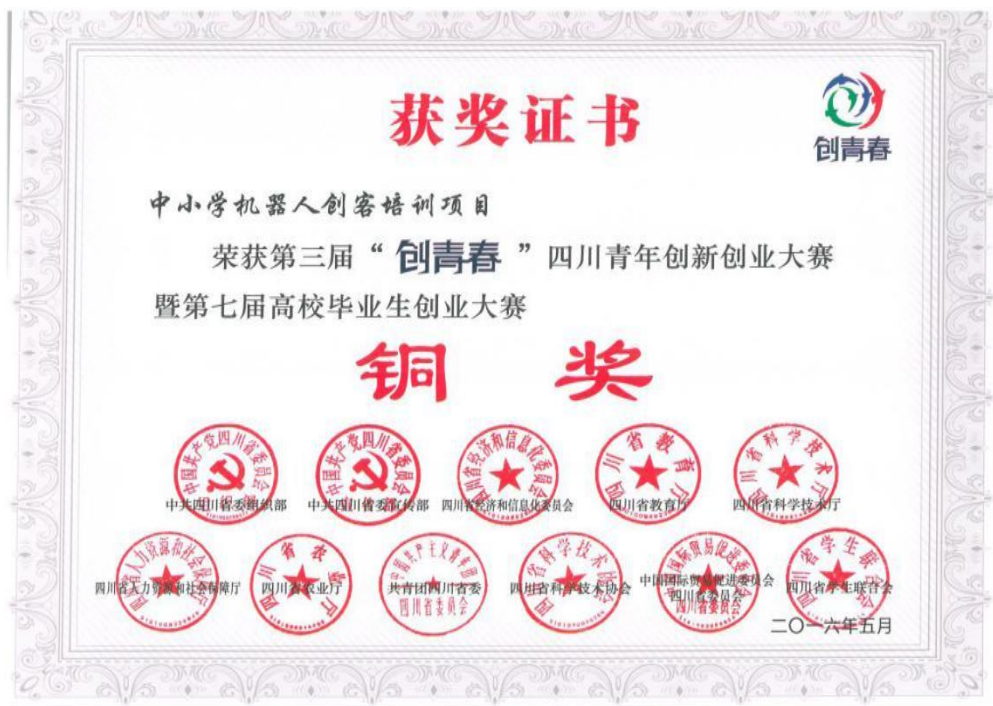 获奖证书
创青春
中小学机器人创客培训项目
荣获第三届“创青春”四川青年创新创业大赛
暨第七届高校毕业生创业大赛
铜 奖
中共四川省委组织部 中共四川省委宣传部 四川省经济和信息化委员会 四川省教育厅 四川省科学技术厅
四川省人力资源和社会保障厅 四川省农业厅 共青团四川省委 四川省科学技术协会 中国国际贸易促进委员会四川省委员会 四川省学生联合会
二〇一六年五月